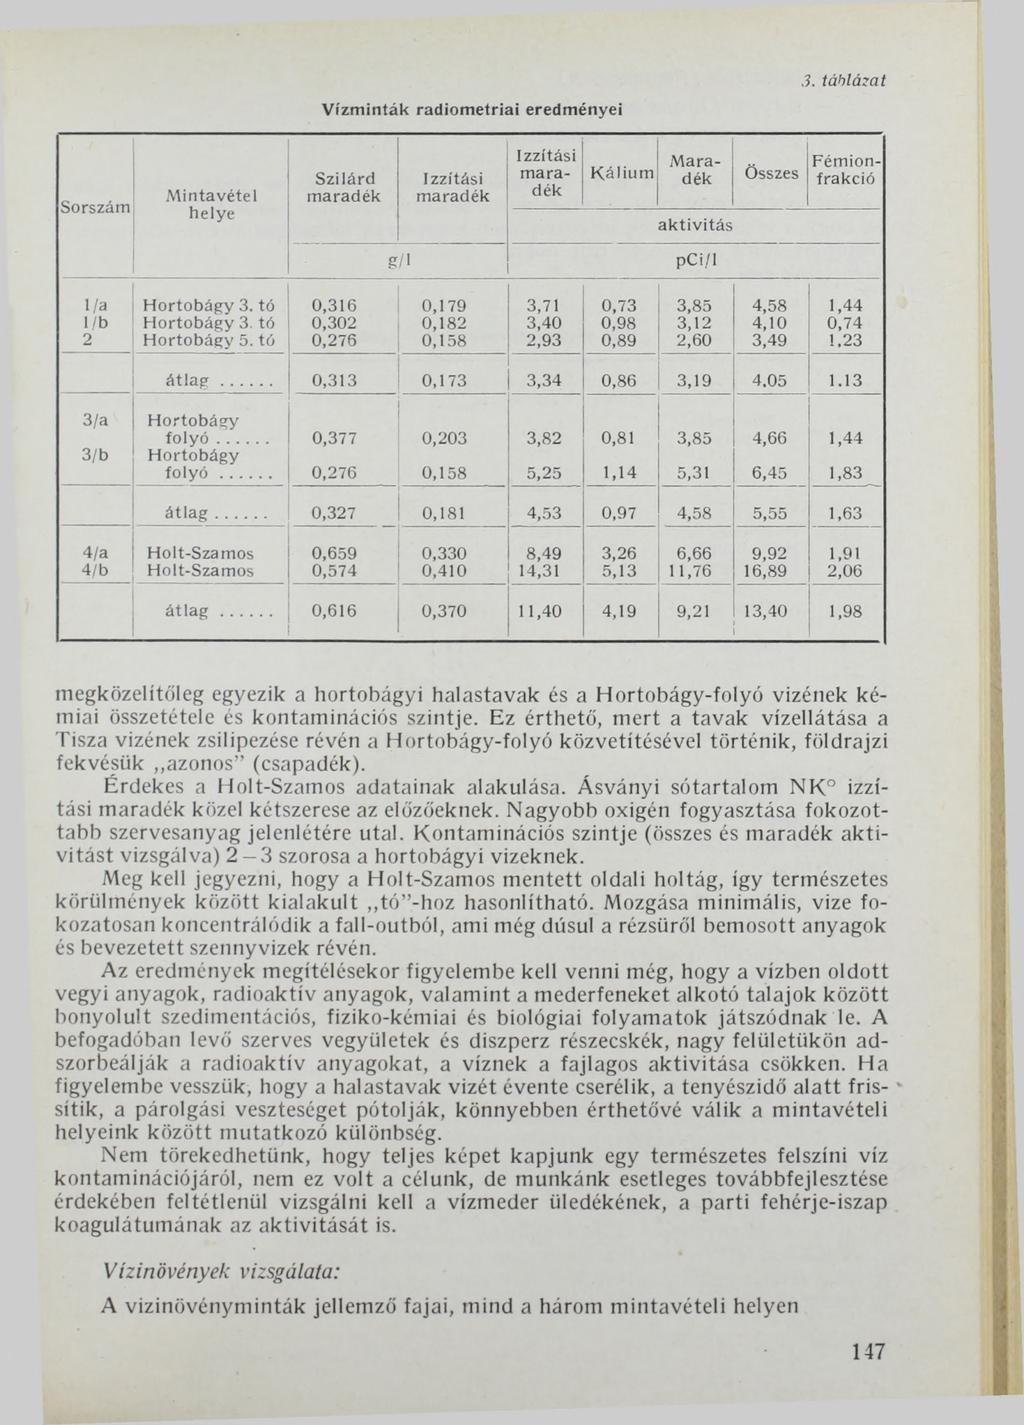 3. táblázat
Vízminták radiometriai eredményei
Sorszám | Mintavétel helye | Szilárd maradék | Izzítási maradék | Izzítási mara- dék | Kálium | Mara- dék | Összes | Fémion- frakció
aktivitás
g/l | pCi/l
1/a | Hortobágy 3. tó | 0,316 | 0,179 | 3,71 | 0,73 | 3,85 | 4,58 | 1,44
1/b | Hortobágy 3. tó | 0,302 | 0,182 | 3,40 | 0,98 | 3,12 | 4,10 | 0,74
2 | Hortobágy 5. tó | 0,276 | 0,158 | 2,93 | 0,89 | 2,60 | 3,49 | 1,23
átlag ...... | 0,313 | 0,173 | 3,34 | 0,86 | 3,19 | 4.05 | 1.13
3/a | Hortobágy
folyó ...... | 0,377 | 0,203 | 3,82 | 0,81 | 3,85 | 4,66 | 1,44
3/b | Hortobágy
folyó ...... | 0,276 | 0,158 | 5,25 | 1,14 | 5,31 | 6,45 | 1,83
átlag ...... | 0,327 | 0,181 | 4,53 | 0,97 | 4,58 | 5,55 | 1,63
4/a | Holt-Szamos | 0,659 | 0,330 | 8,49 | 3,26 | 6,66 | 9,92 | 1,91
4/b | Holt-Szamos | 0,574 | 0,410 | 14,31 | 5,13 | 11,76 | 16,89 | 2,06
átlag ...... | 0,616 | 0,370 | 11,40 | 4,19 | 9,21 | 13,40 | 1,98
megközelítőleg egyezik a hortobágyi halastavak és a Hortobágy-folyó vizének ké-
miai összetétele és kontaminációs szintje. Ez érthető, mert a tavak vízellátása a
Tisza vizének zsilipezése révén a Hortobágy-folyó közvetítésével történik, földrajzi
fekvésük „azonos” (csapadék).
Érdekes a Holt-Szamos adatainak alakulása. Ásványi sótartalom NK° izzí-
tási maradék közel kétszerese az előzőeknek. Nagyobb oxigén fogyasztása fokozot-
tabb szervesanyag jelenlétére utal. Kontaminációs szintje (összes és maradék akti-
vitást vizsgálva) 2–3 szorosa a hortobágyi vizeknek.
Meg kell jegyezni, hogy a Holt-Szamos mentett oldali holtág, így természetes
körülmények között kialakult „tó”-hoz hasonlítható. Mozgása minimális, vize fo-
kozatosan koncentrálódik a fall-outból, ami még dúsul a rézsüről bemosott anyagok
és bevezetett szennyvizek révén.
Az eredmények megítélésekor figyelembe kell venni még, hogy a vízben oldott
vegyi anyagok, radioaktív anyagok, valamint a mederfeneket alkotó talajok között
bonyolult szedimentációs, fiziko-kémiai és biológiai folyamatok játszódnak le. A
befogadóban levő szerves vegyületek és diszperz részecskék, nagy felületükön ad-
szorbeálják a radioaktív anyagokat, a víznek a fajlagos aktivitása csökken. Ha
figyelembe vesszük, hogy a halastavak vizét évente cserélik, a tenyészidő alatt fris-
sítik, a párolgási veszteséget pótolják, könnyebben érthetővé válik a mintavételi
helyeink között mutatkozó különbség.
Nem törekedhetünk, hogy teljes képet kapjunk egy természetes felszíni víz
kontaminációjáról, nem ez volt a célunk, de munkánk esetleges továbbfejlesztése
érdekében feltétlenül vizsgálni kell a vízmeder üledékének, a parti fehérje-iszap
koagulátumának az aktivitását is.
Vízinövények vizsgálata:
A vizinövényminták jellemző fajai, mind a három mintavételi helyen
147